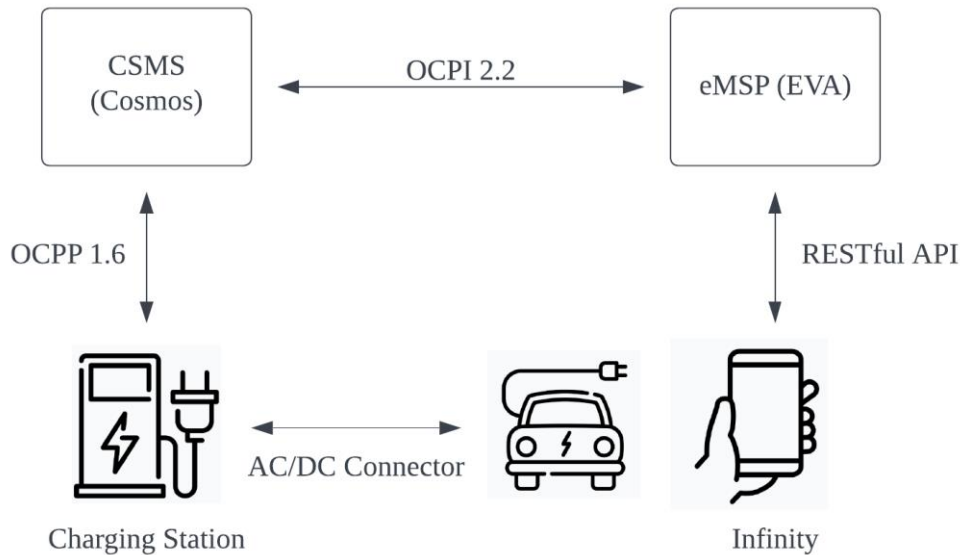 CSMS
(Cosmos)
OCPI 2.2
eMSP (EVA)
OCPP 1.6
RESTful API
AC/DC Connector
Charging Station
Infinity